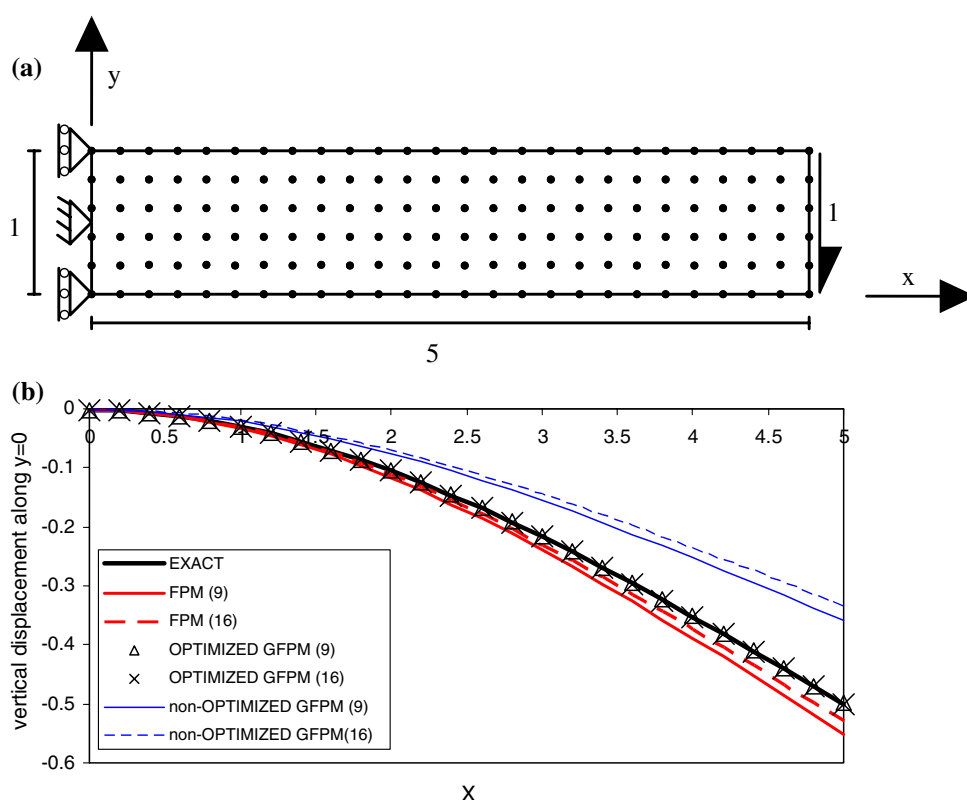 (a)
y
1
1
x
5
(b)
0
0 0.5 1 1.5 2 2.5 3 3.5 4 4.5 5
-0.1
-0.2
-0.3
-0.4
-0.5
-0.6
vertical displacement along y=0
EXACT
FPM (9)
FPM (16)
OPTIMIZED GFPM (9)
OPTIMIZED GFPM (16)
non-OPTIMIZED GFPM (9)
non-OPTIMIZED GFPM(16)
X